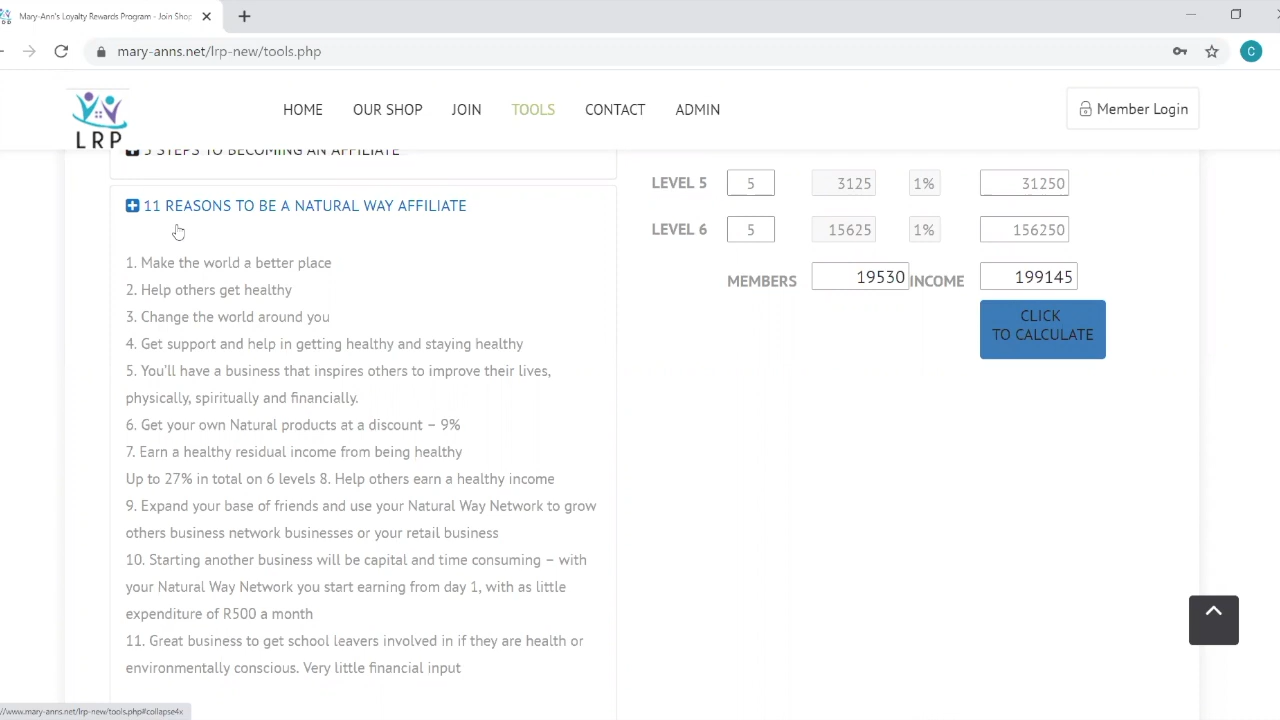 Mary-Ann's Loyalty Rewards Program - Join Shop
mary-anns.net/lrp-new/tools.php
C
LRP
HOME
OUR SHOP
JOIN
TOOLS
CONTACT
ADMIN
Member Login
5 STEPS TO BECOMING AN AFFILIATE
11 REASONS TO BE A NATURAL WAY AFFILIATE
1. Make the world a better place
2. Help others get healthy
3. Change the world around you
4. Get support and help in getting healthy and staying healthy
5. You'll have a business that inspires others to improve their lives,
physically, spiritually and financially.
6. Get your own Natural products at a discount – 9%
7. Earn a healthy residual income from being healthy
Up to 27% in total on 6 levels 8. Help others earn a healthy income
9. Expand your base of friends and use your Natural Way Network to grow
others business network businesses or your retail business
10. Starting another business will be capital and time consuming – with
your Natural Way Network you start earning from day 1, with as little
expenditure of R500 a month
11. Great business to get school leavers involved in if they are health or
environmentally conscious. Very little financial input
LEVEL 5 5 3125 1% 31250
LEVEL 6 5 15625 1% 156250
MEMBERS 19530 INCOME 199145
CLICK
TO CALCULATE
//www.mary-anns.net/lrp-new/tools.php#collapse4x